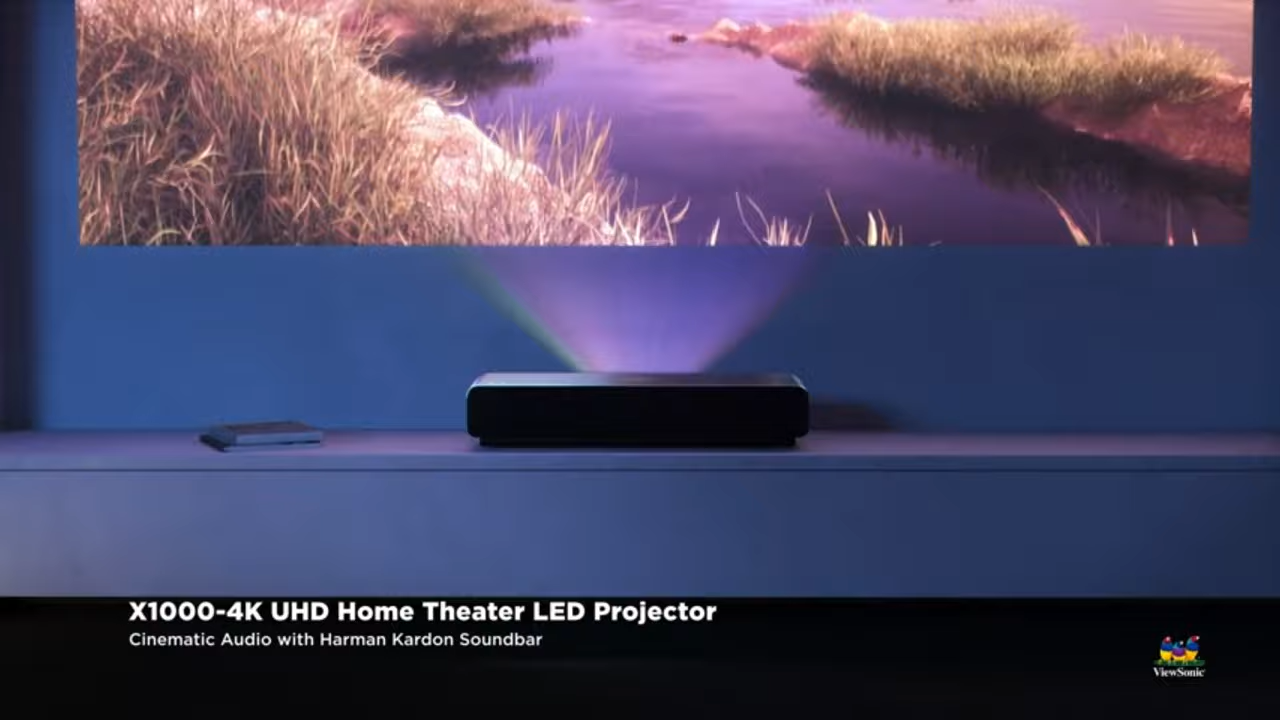 X1000-4K UHD Home Theater LED Projector
Cinematic Audio with Harman Kardon Soundbar
ViewSonic